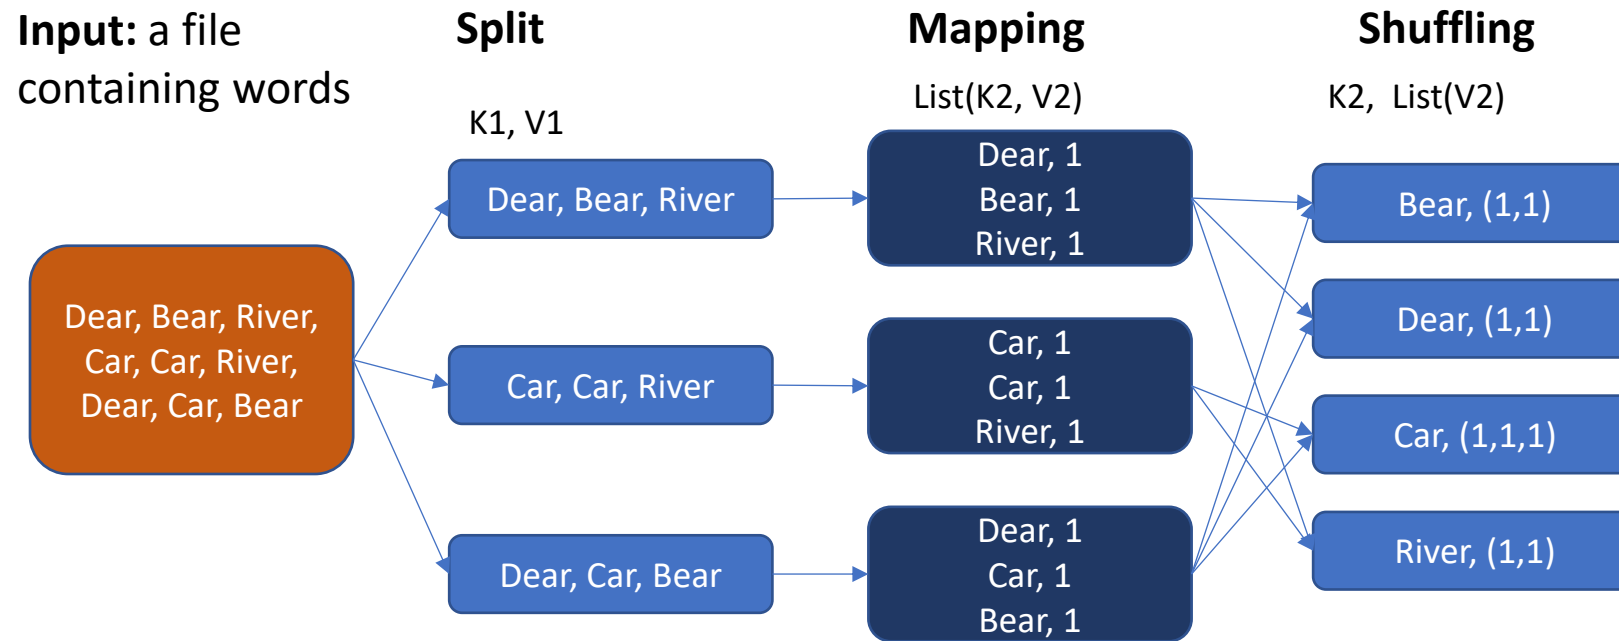 Input: a file
containing words
Split
Mapping
Shuffling
K1, V1
List(K2, V2)
K2, List(V2)
Dear, Bear, River,
Car, Car, River,
Dear, Car, Bear
Dear, Bear, River
Car, Car, River
Dear, Car, Bear
Dear, 1
Bear, 1
River, 1
Car, 1
Car, 1
River, 1
Dear, 1
Car, 1
Bear, 1
Bear, (1,1)
Dear, (1,1)
Car, (1,1,1)
River, (1,1)